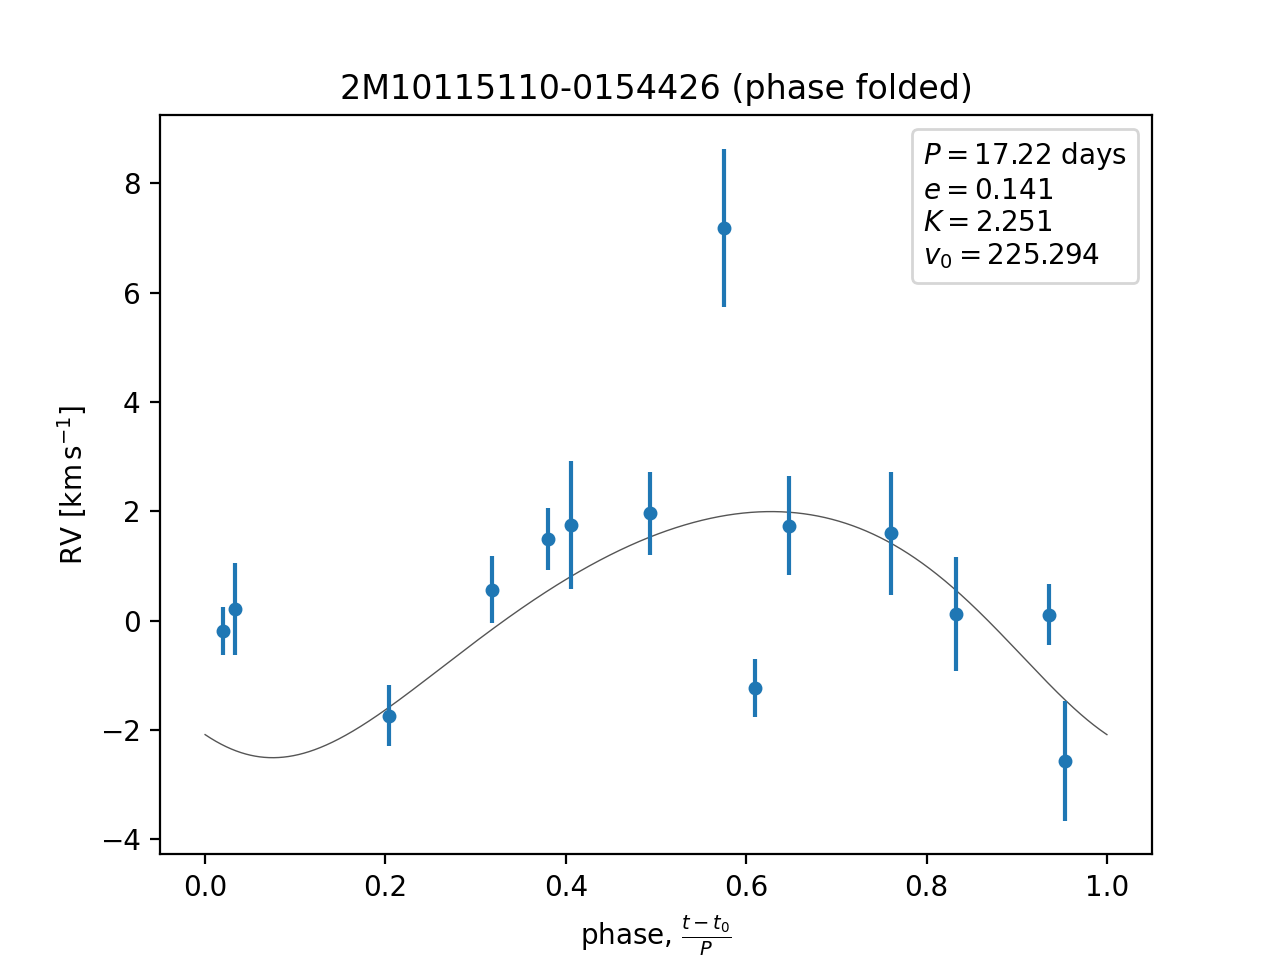 2M10115110-0154426 (phase folded)
P = 17.22 days
e = 0.141
K = 2.251
v₀ = 225.294
8
6
4
2
0
−2
−4
RV [km s⁻¹]
0.0 0.2 0.4 0.6 0.8 1.0
phase, (t − t₀)/P